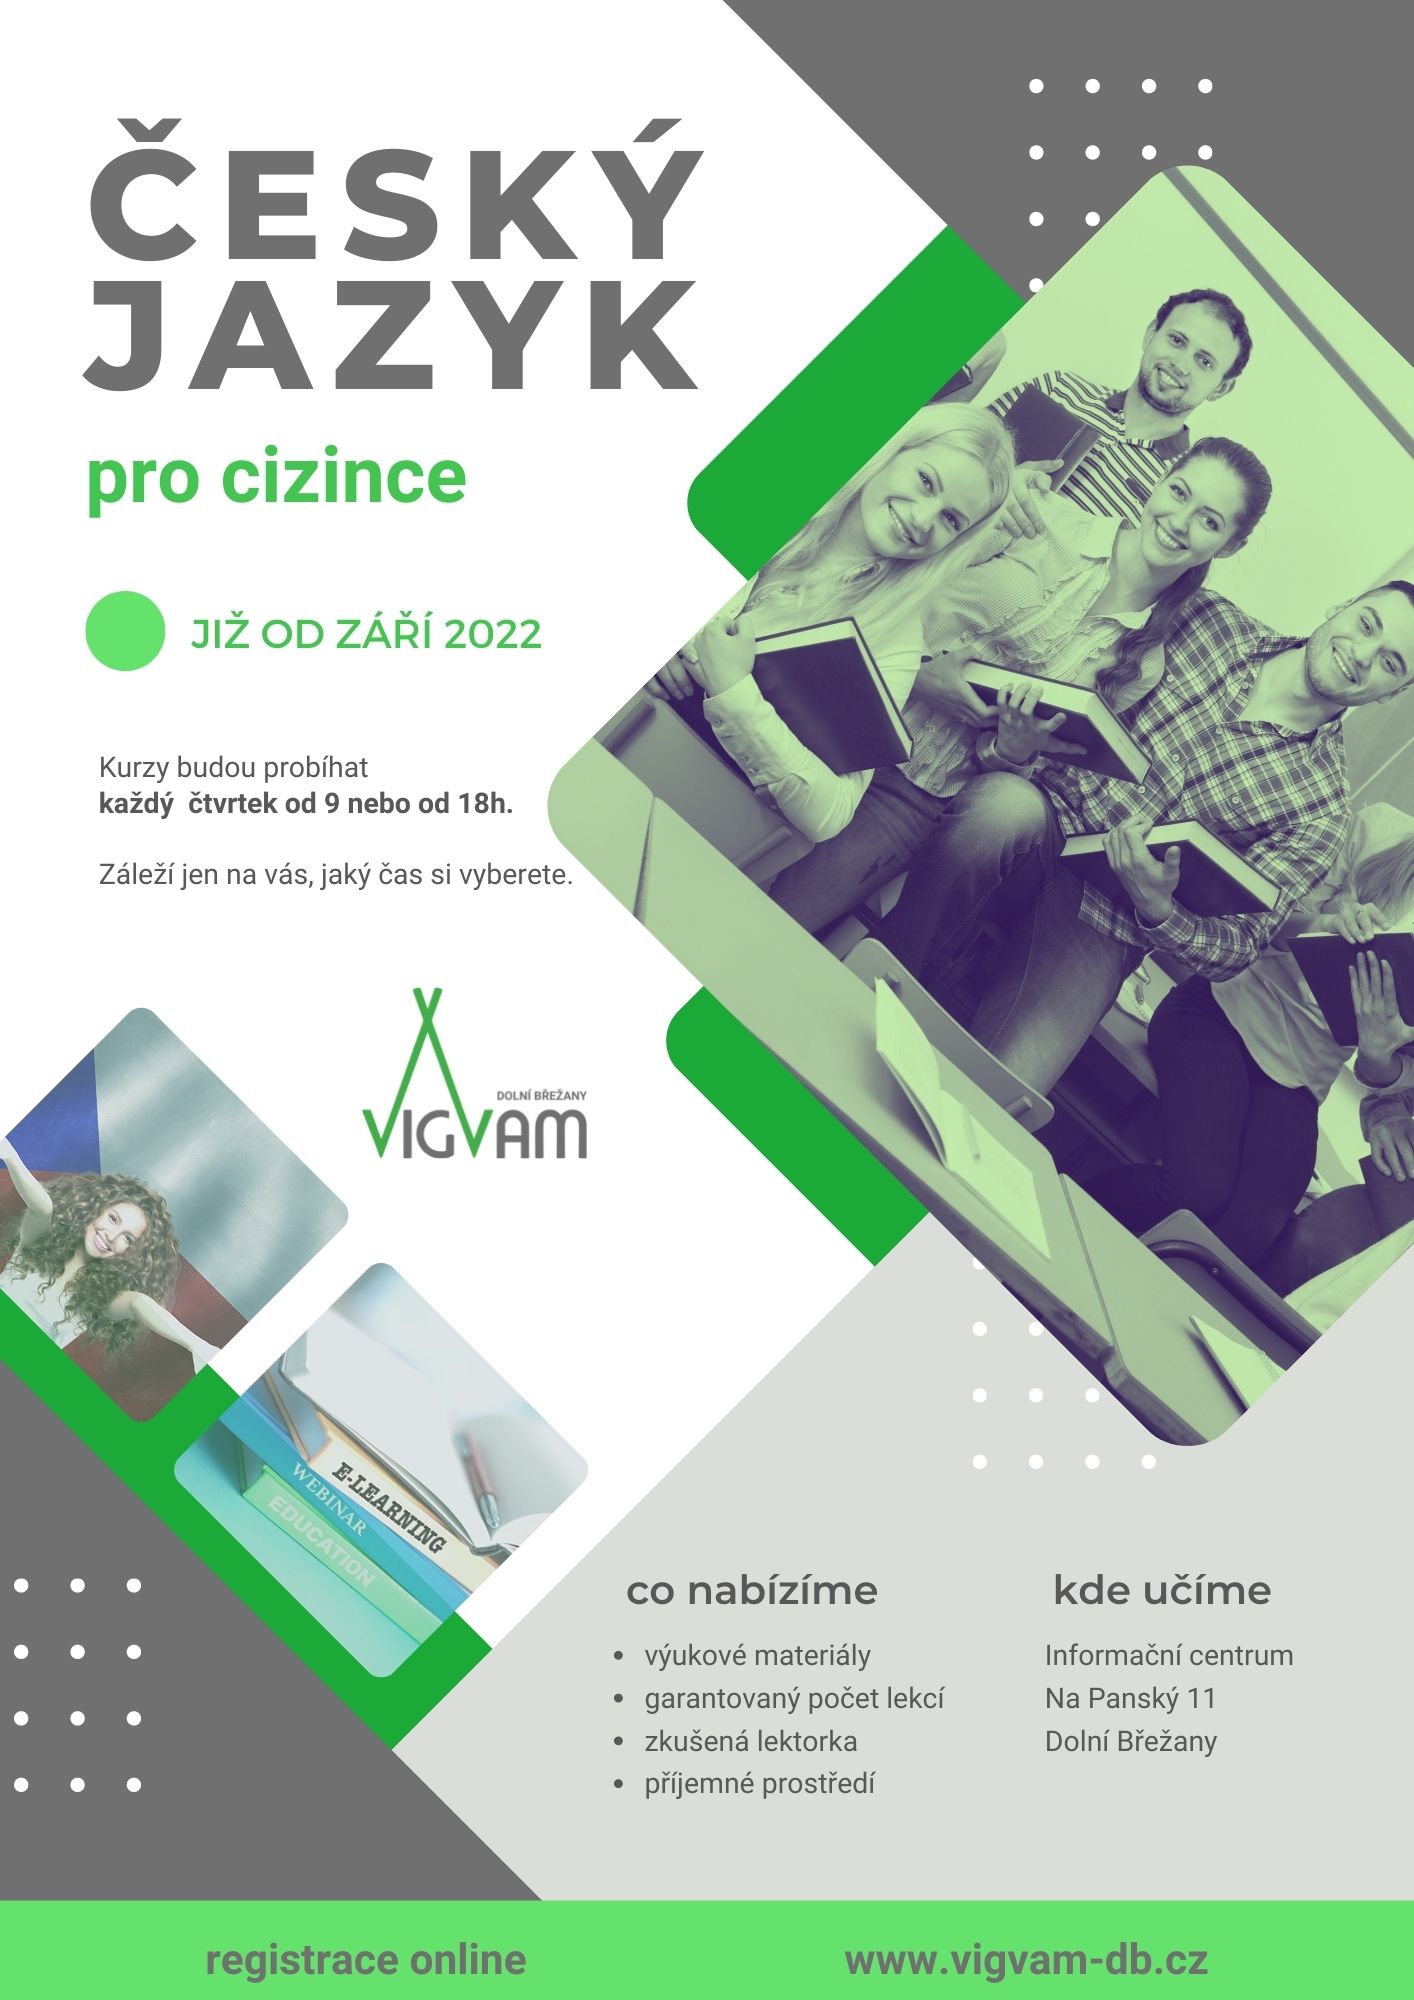 ČESKÝ
JAZYK
pro cizince
JIŽ OD ZÁŘÍ 2022
Kurzy budou probíhat
každý čtvrtek od 9 nebo od 18h.
Záleží jen na vás, jaký čas si vyberete.
DOLNÍ BŘEŽANY
VIGVAM
E-LEARNING
WEBINAR
EDUCATION
co nabízíme
• výukové materiály
• garantovaný počet lekcí
• zkušená lektorka
• příjemné prostředí
kde učíme
Informační centrum
Na Panský 11
Dolní Břežany
registrace online
www.vigvam-db.cz